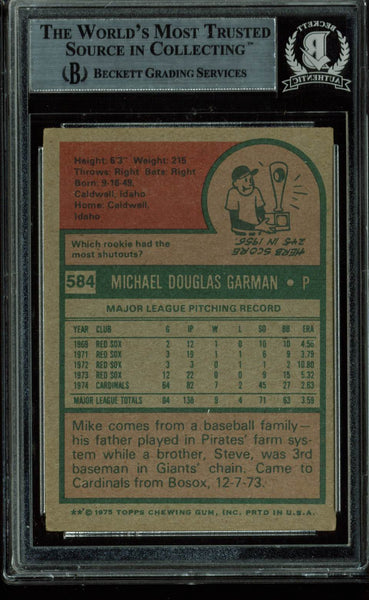 THE WORLD'S MOST TRUSTED
SOURCE IN COLLECTING™
BECKETT GRADING SERVICES
BECKETT
AUTHENTIC
Height: 6'3" Weight: 215
Throws: Right Bats: Right
Born: 9-16-49,
Caldwell, Idaho
Home: Caldwell,
Idaho
Which rookie had the
most shutouts?
HERB SCORE
245 IN 1955.
584 MICHAEL DOUGLAS GARMAN • P
MAJOR LEAGUE PITCHING RECORD
YEAR CLUB G IP W L SO BB ERA
1969 RED SOX 2 12 1 0 10 10 4.50
1971 RED SOX 3 19 1 1 6 9 3.79
1972 RED SOX 3 3 0 1 1 2 10.80
1973 RED SOX 12 22 0 0 9 15 5.32
1974 CARDINALS 64 82 7 2 45 27 2.63
MAJOR LEAGUE TOTALS 84 138 9 4 71 63 3.59
Mike comes from a baseball family—
his father played in Pirates' farm sys-
tem while a brother, Steve, was 3rd
baseman in Giants' chain. Came to
Cardinals from Bosox, 12-7-73.
**© 1975 TOPPS CHEWING GUM, INC. PRTD IN U.S.A.